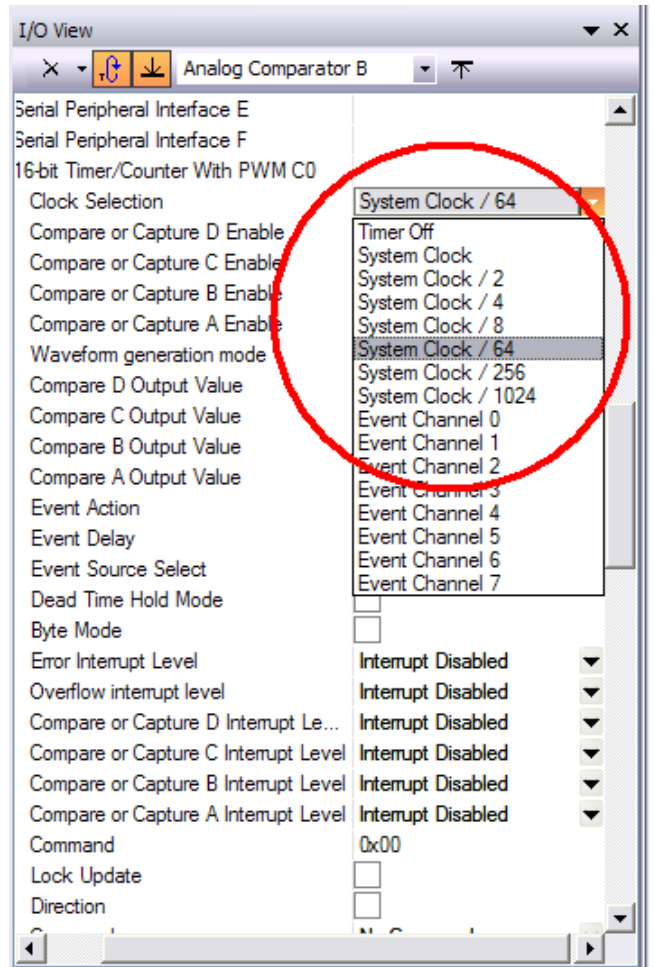 I/O View
Analog Comparator B
Serial Peripheral Interface E
Serial Peripheral Interface F
16-bit Timer/Counter With PWM C0
Clock Selection System Clock / 64
Compare or Capture D Enable Timer Off
Compare or Capture C Enable System Clock
Compare or Capture B Enable System Clock / 2
Compare or Capture A Enable System Clock / 4
Waveform generation mode System Clock / 8
System Clock / 64
Compare D Output Value System Clock / 256
Compare C Output Value System Clock / 1024
Event Channel 0
Compare B Output Value Event Channel 1
Compare A Output Value Event Channel 2
Event Action Event Channel 3
Event Channel 4
Event Delay Event Channel 5
Event Source Select Event Channel 6
Event Channel 7
Dead Time Hold Mode
Byte Mode
Error Interrupt Level Interrupt Disabled
Overflow interrupt level Interrupt Disabled
Compare or Capture D Interrupt Le... Interrupt Disabled
Compare or Capture C Interrupt Level Interrupt Disabled
Compare or Capture B Interrupt Level Interrupt Disabled
Compare or Capture A Interrupt Level Interrupt Disabled
Command 0x00
Lock Update
Direction